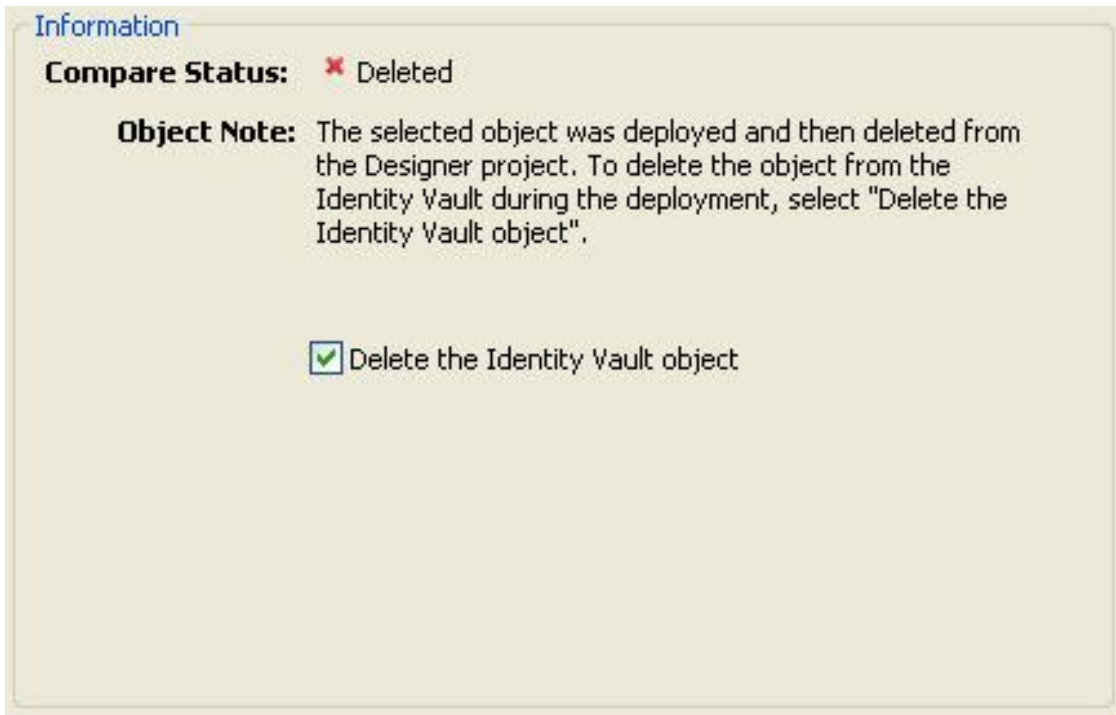 Information
Compare Status: Deleted
Object Note: The selected object was deployed and then deleted from
the Designer project. To delete the object from the
Identity Vault during the deployment, select "Delete the
Identity Vault object".
Delete the Identity Vault object